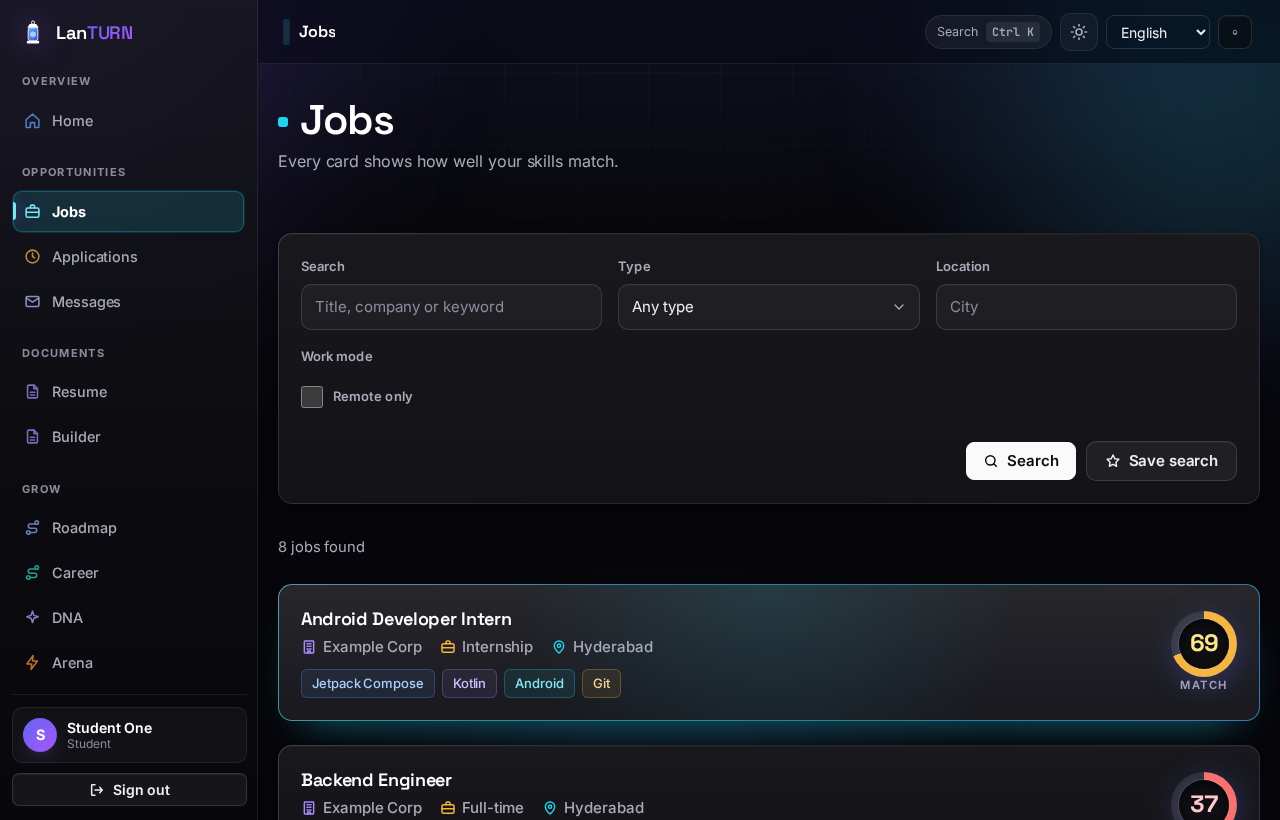 LanTURN
OVERVIEW
Home
OPPORTUNITIES
Jobs
Applications
Messages
DOCUMENTS
Resume
Builder
GROW
Roadmap
Career
DNA
Arena
S
Student One
Student
Sign out
Jobs
Search Ctrl K
English
Jobs
Every card shows how well your skills match.
Search Type Location
Title, company or keyword Any type City
Work mode
Remote only
Search Save search
8 jobs found
Android Developer Intern
Example Corp Internship Hyderabad
Jetpack Compose Kotlin Android Git
69
MATCH
Backend Engineer
Example Corp Full-time Hyderabad
37